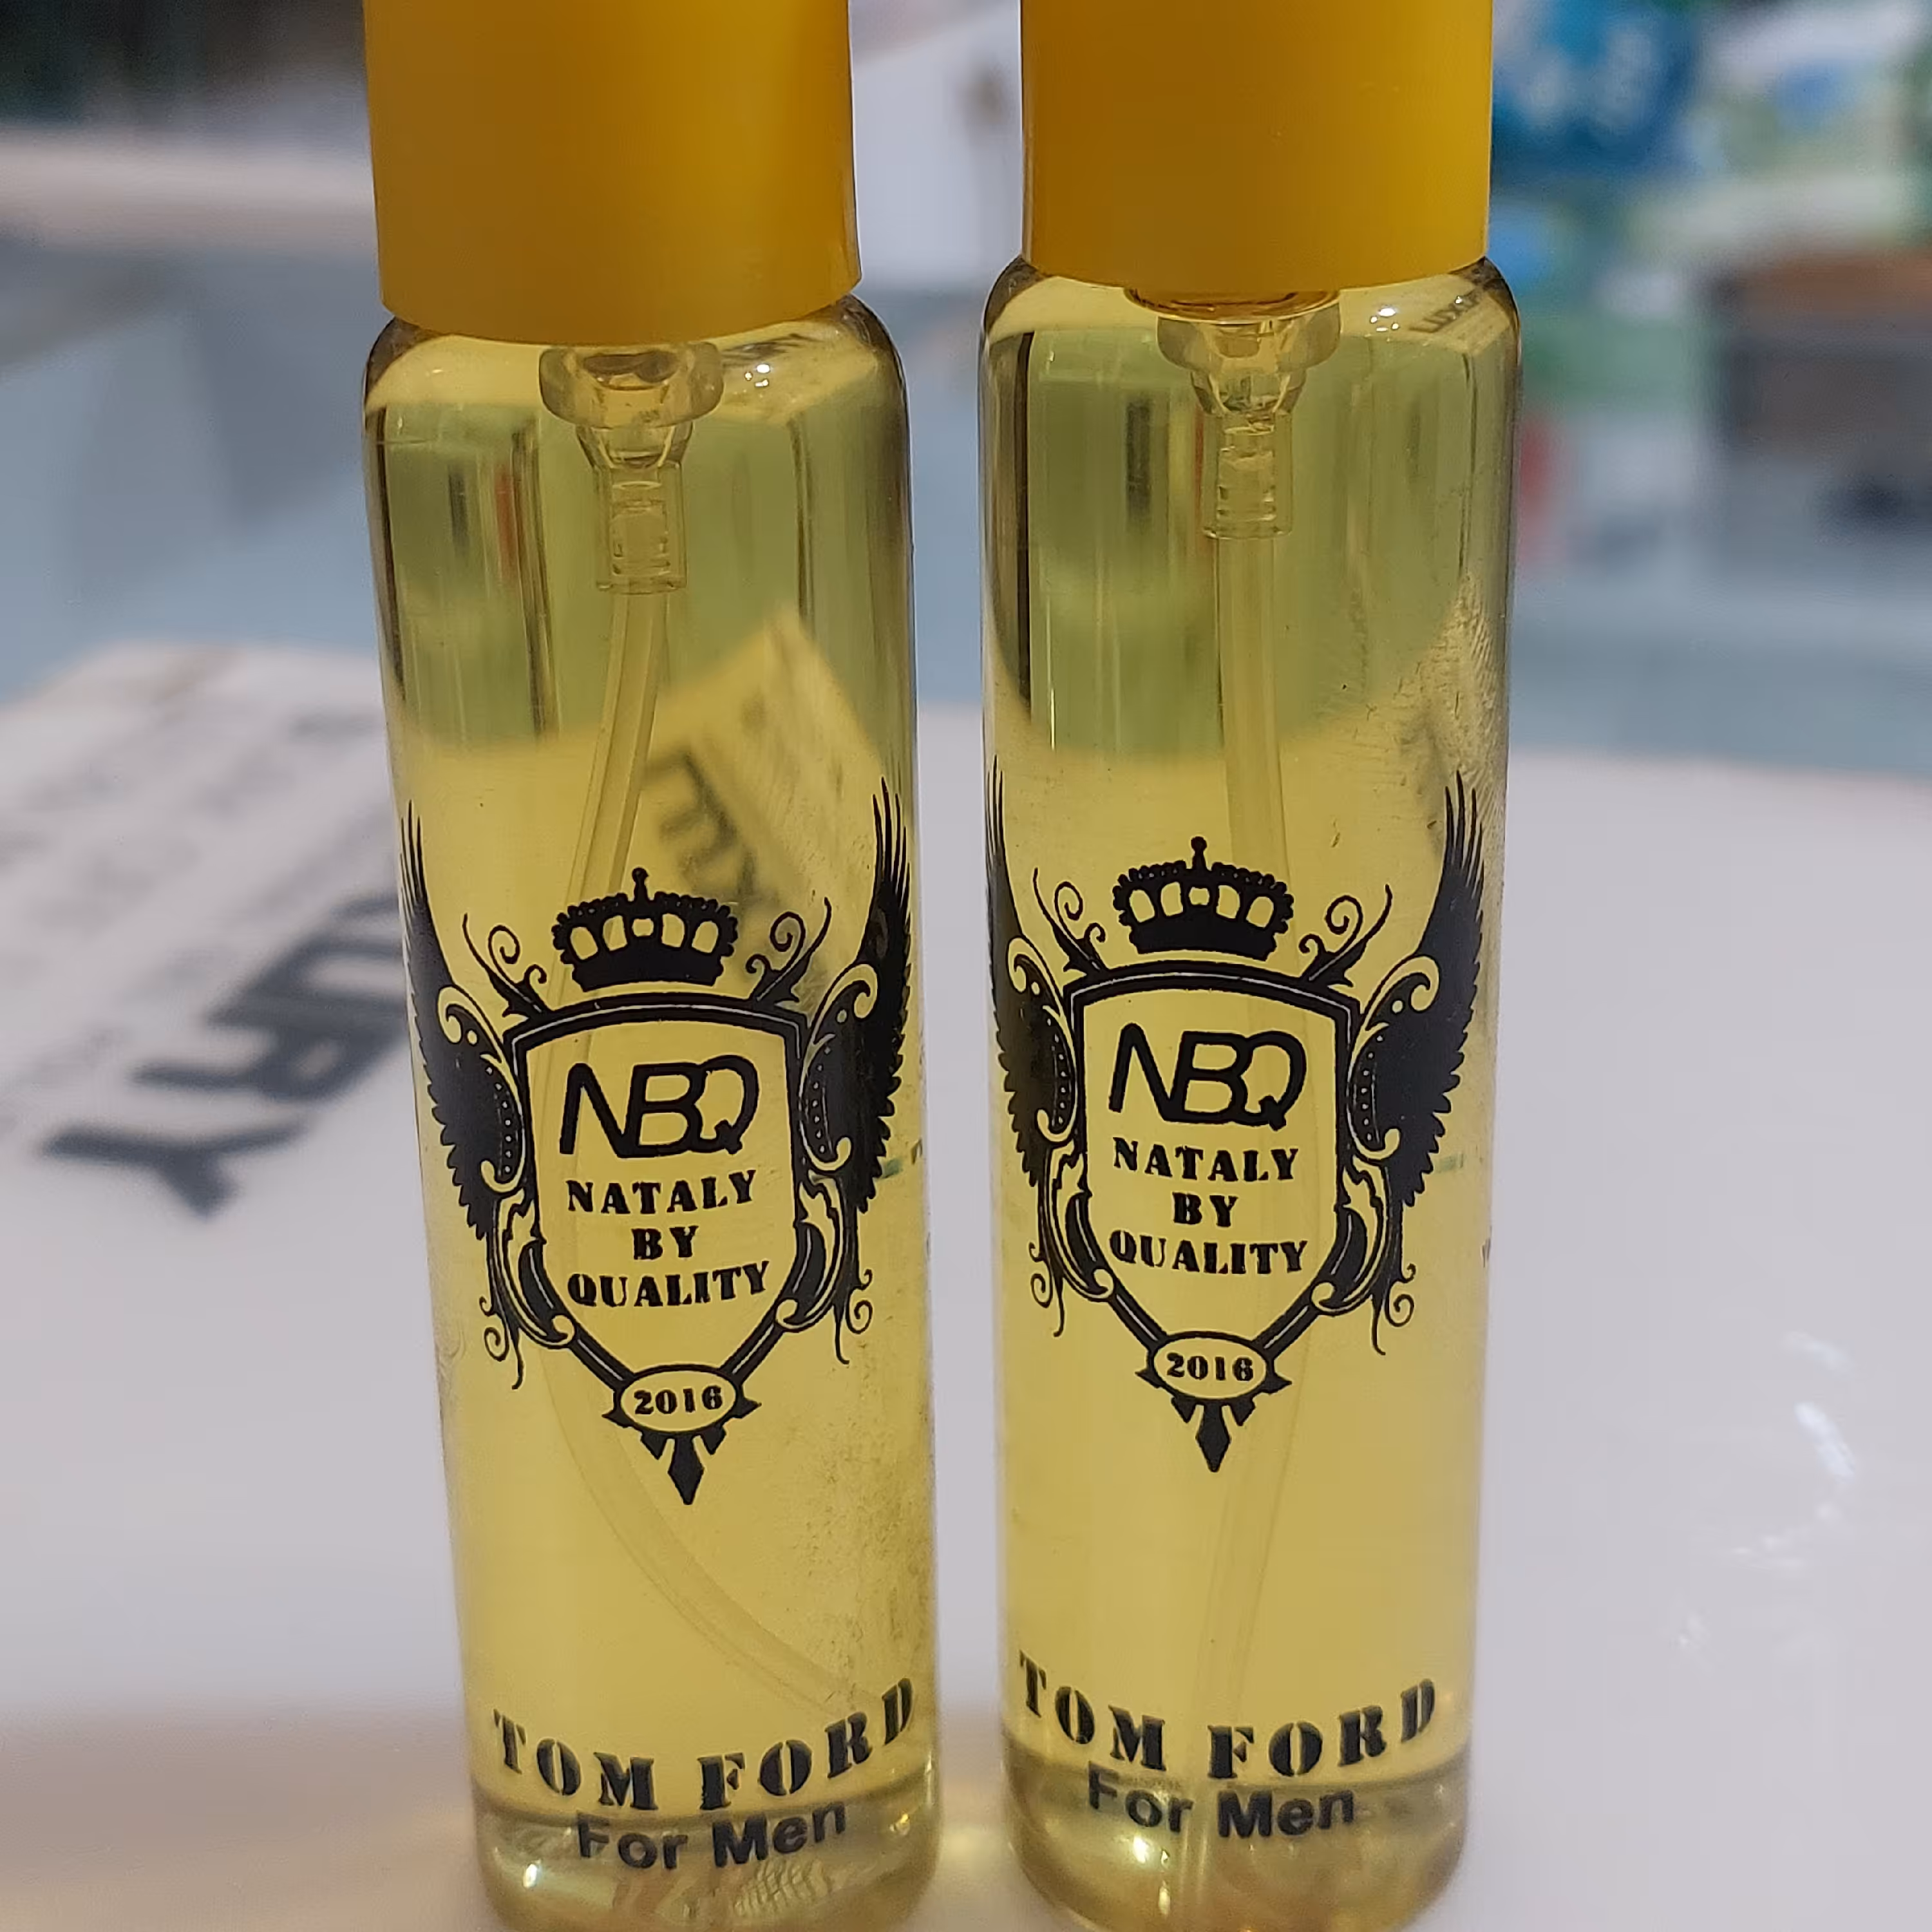 NBQ
NATALY
BY
QUALITY
2016
TOM FORD
For Men
NBQ
NATALY
BY
QUALITY
2016
TOM FORD
For Men